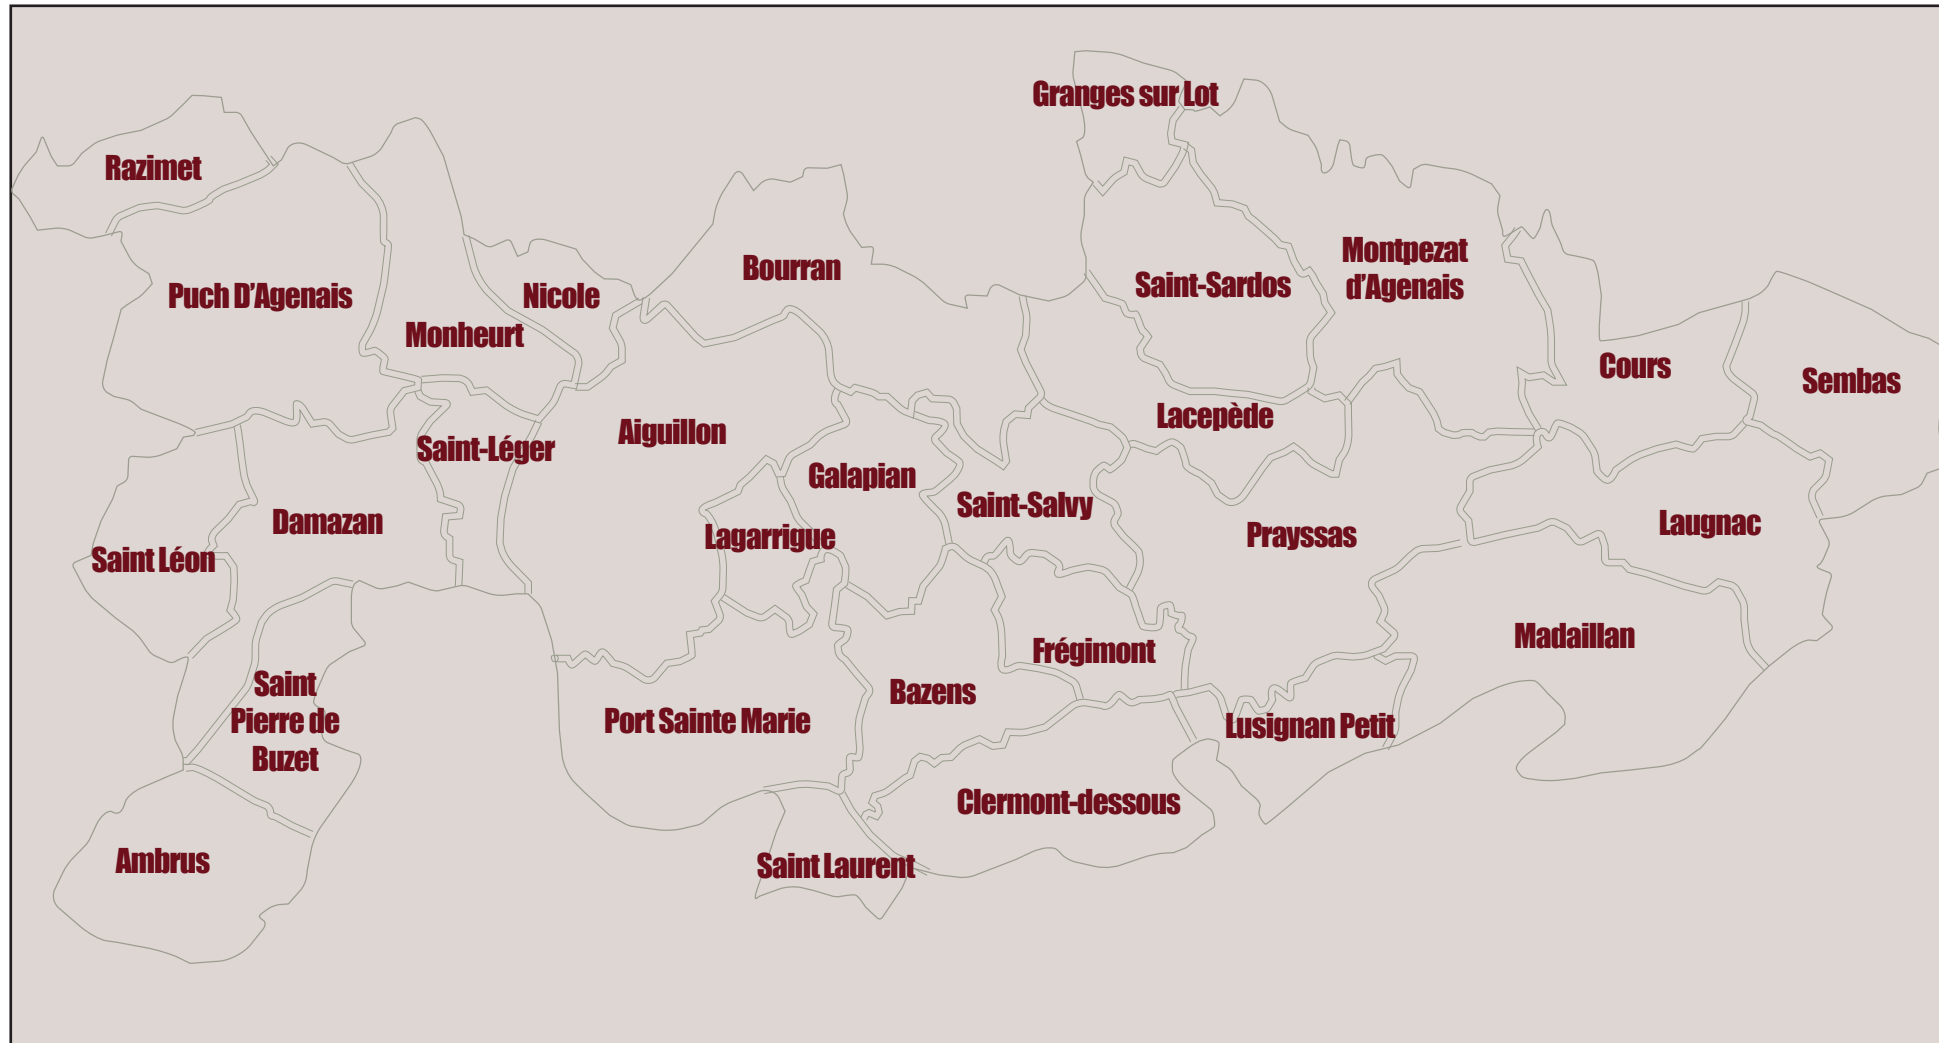 Granges sur Lot
Razimet
Montpezat
d'Agenais
Bourran
Saint-Sardos
Puch D'Agenais
Nicole
Monheurt
Cours
Sembas
Lacepède
Aiguillon
Saint-Léger
Galapian
Saint-Salvy
Damazan
Laugnac
Lagarrigue
Prayssas
Saint Léon
Madaillan
Frégimont
Saint
Pierre de
Buzet
Bazens
Port Sainte Marie
Lusignan Petit
Clermont-dessous
Ambrus
Saint Laurent